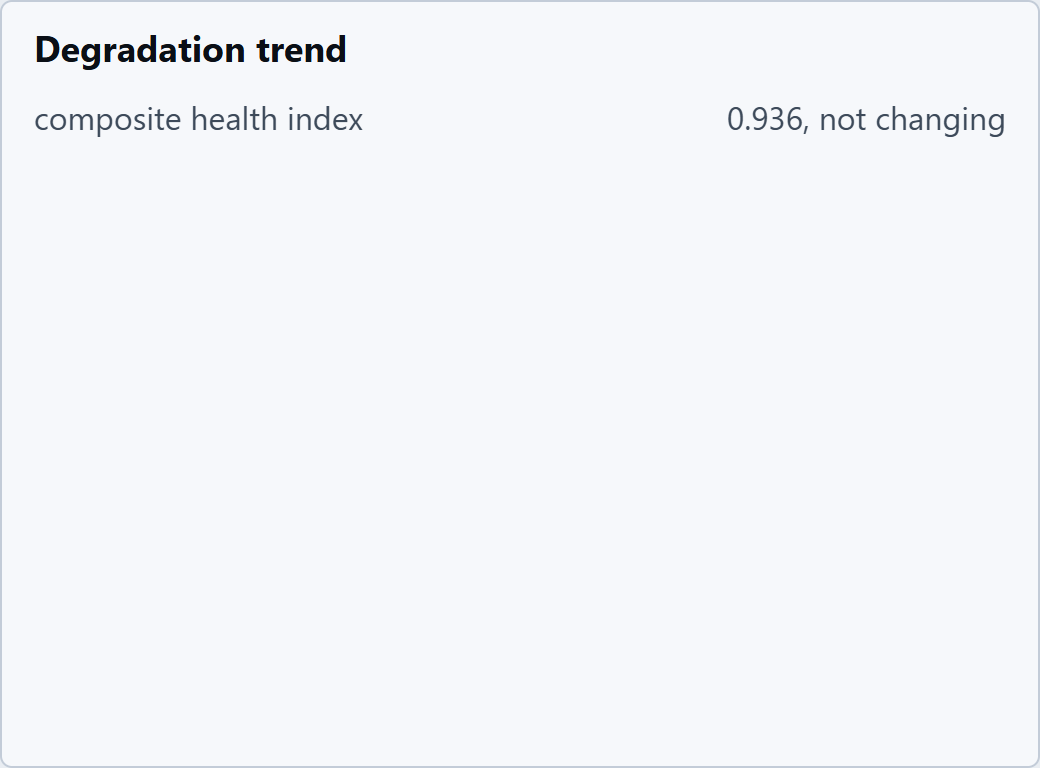 Degradation trend
composite health index 0.936, not changing